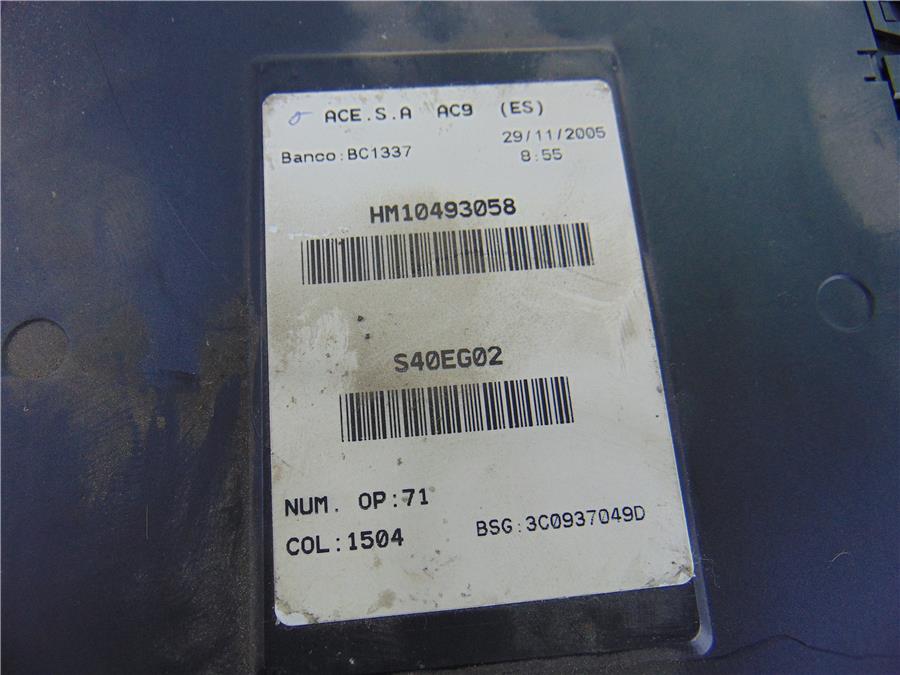 ACE.S.A AC9 (ES)
29/11/2005
Banco:BC1337 8:55
HM10493058
S40EG02
NUM. OP:71
COL:1504 BSG:3C0937049D